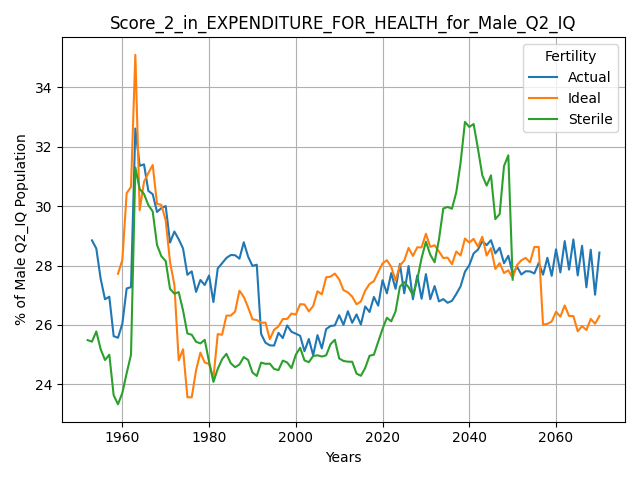 Score_2_in_EXPENDITURE_FOR_HEALTH_for_Male_Q2_IQ
% of Male Q2_IQ Population
34
32
30
28
26
24
Fertility
Actual
Ideal
Sterile
1960
1980
2000
2020
2040
2060
Years